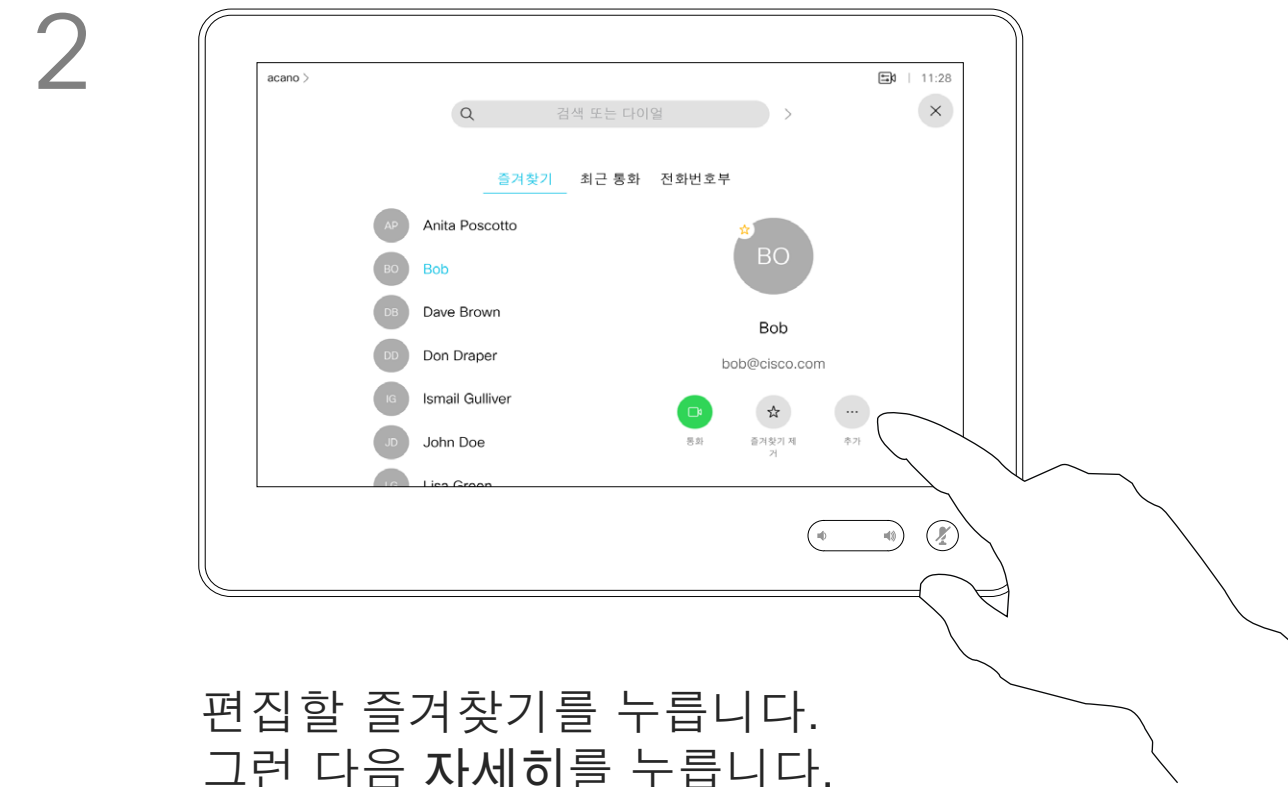 2
acano >
11:28
검색 또는 다이얼
즐겨찾기 최근 통화 전화번호부
AP Anita Poscotto
BO Bob
DB Dave Brown
DD Don Draper
IG Ismail Gulliver
JD John Doe
LG Lisa Green
BO
Bob
bob@cisco.com
통화 즐겨찾기 제
거
추가
편집할 즐겨찾기를 누릅니다.
그런 다음 자세히를 누릅니다.